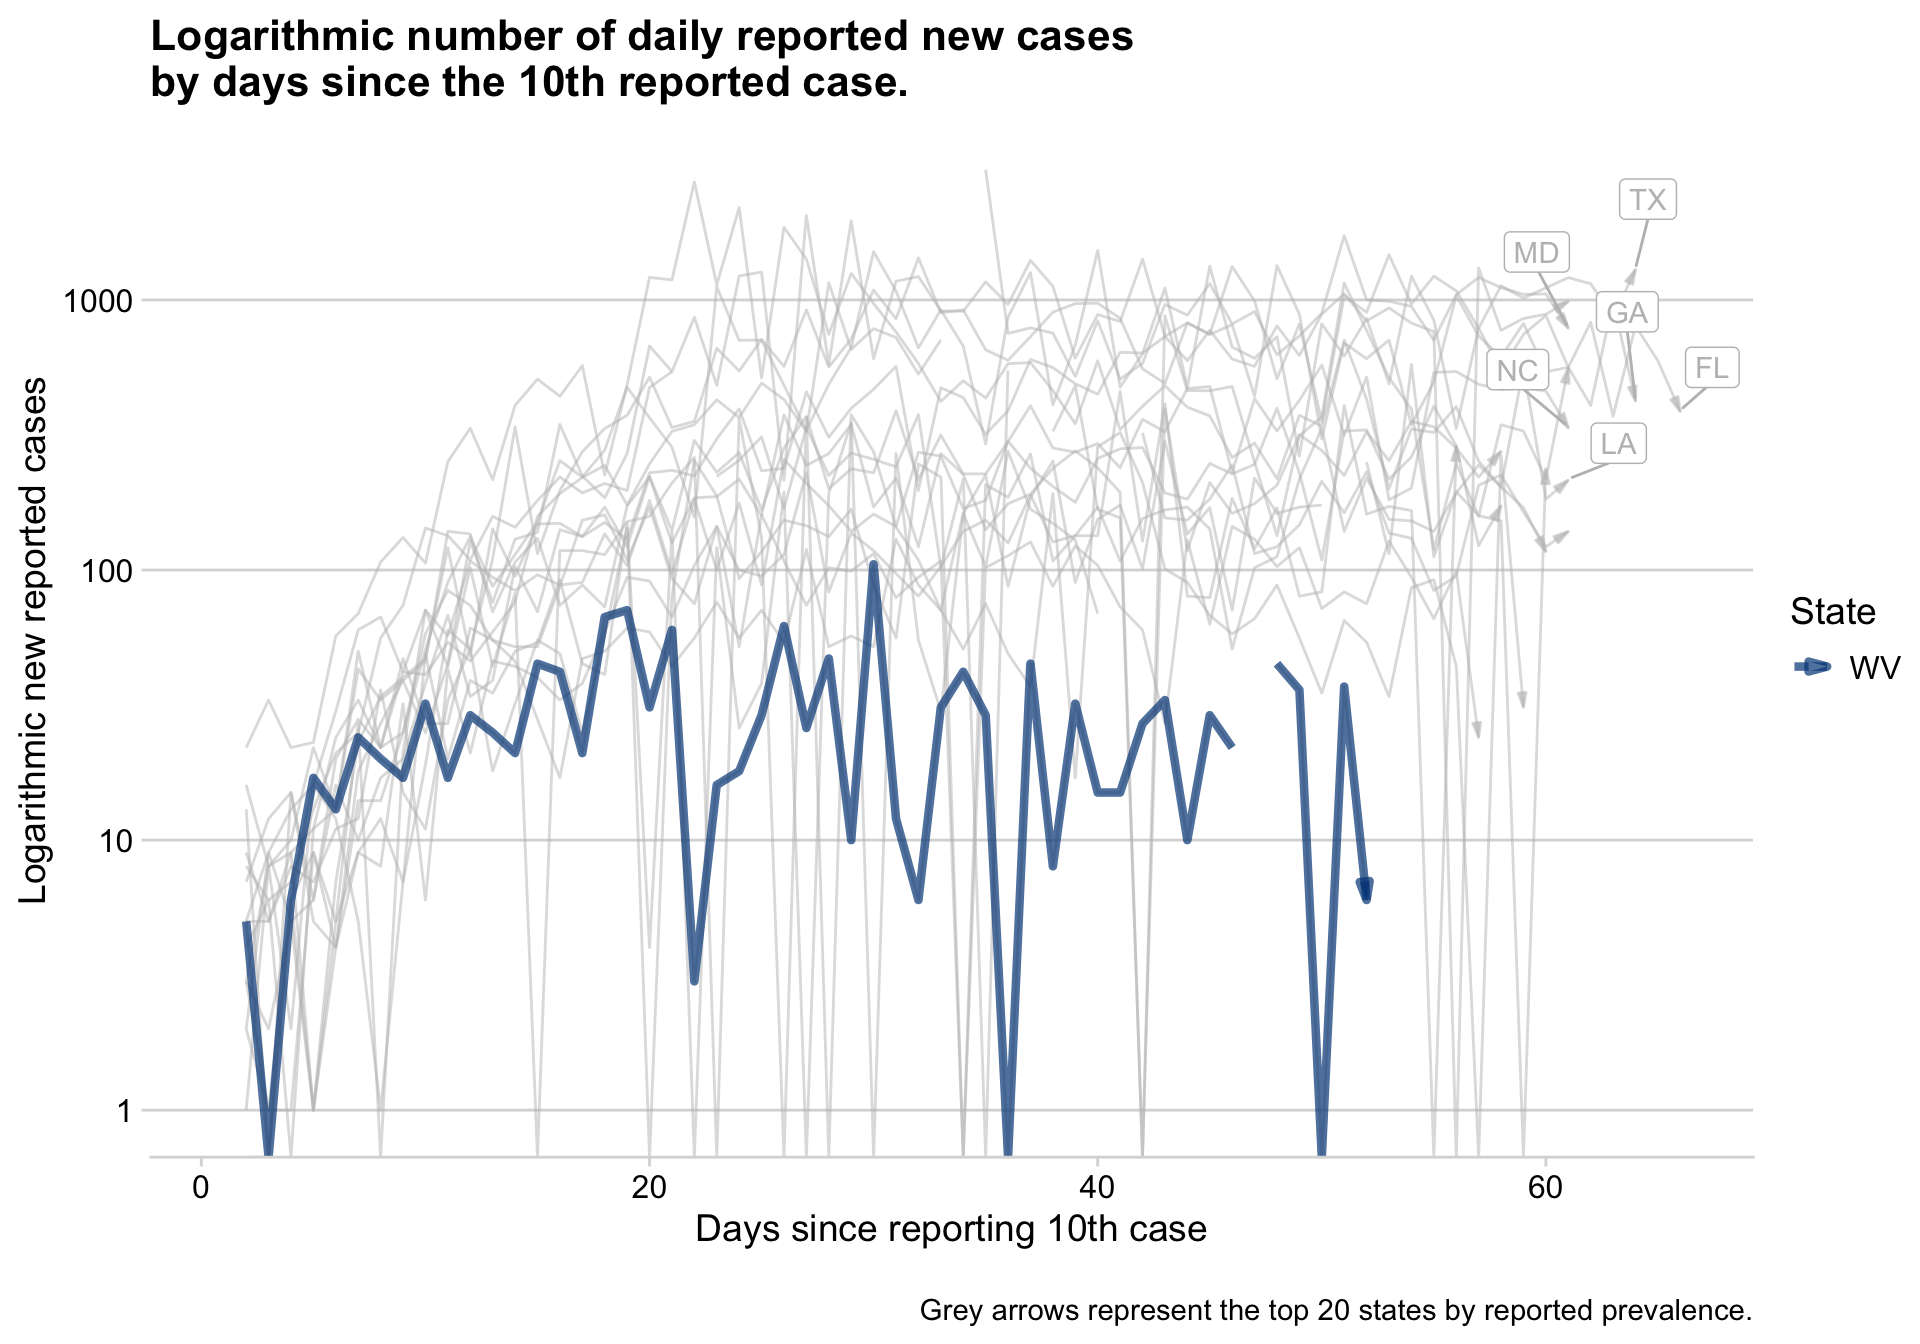 Logarithmic number of daily reported new cases
by days since the 10th reported case.
Logarithmic new reported cases
1000
100
10
1
TX
MD
GA
NC
FL
LA
State
WV
0
20
40
60
Days since reporting 10th case
Grey arrows represent the top 20 states by reported prevalence.